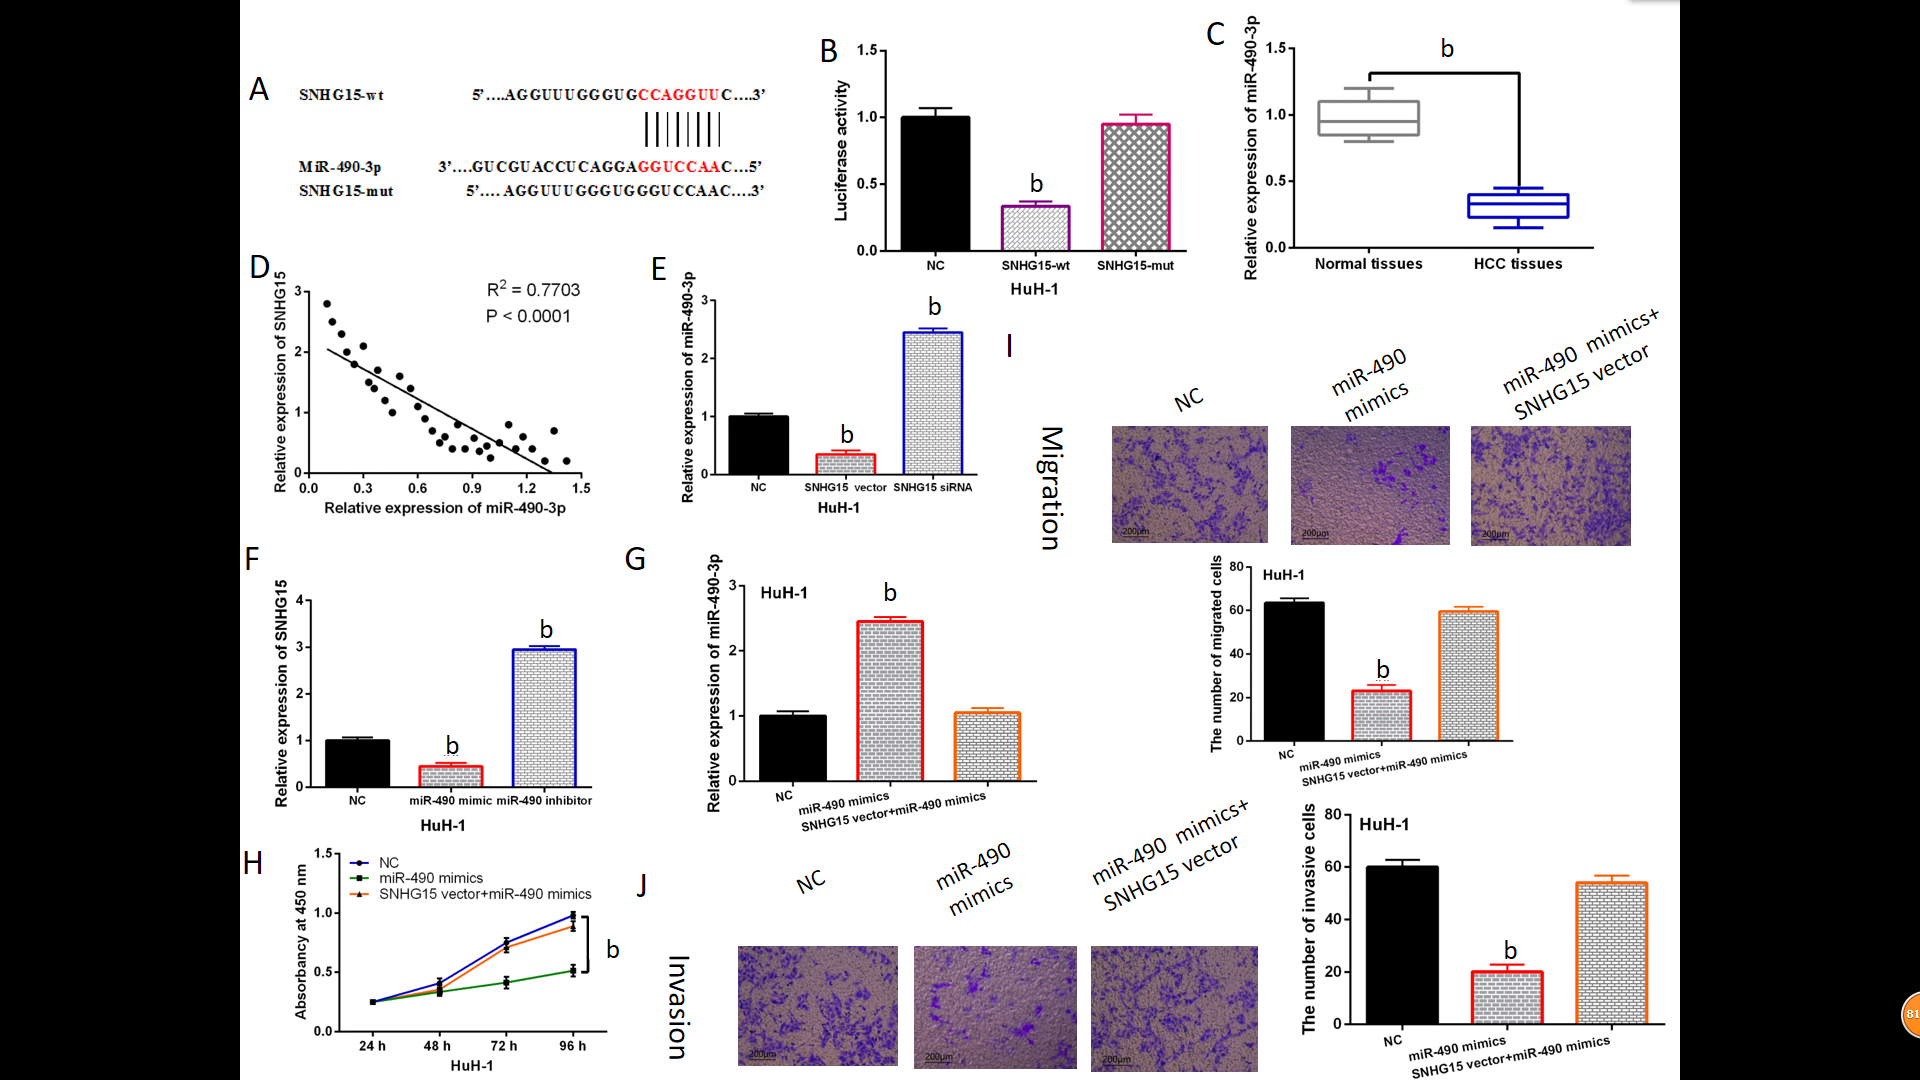 A
SNHG15-wt 5’....AGGUUUGGGUGCCAGGUUC....3’
MiR-490-3p 3’....GUCGUACCUCAGGAGGUCCAAC...5’
SNHG15-mut 5’.... AGGUUUGGGUGGGUCCAAC....3’
B
Luciferase activity
1.5
1.0
0.5
0.0
b
NC
SNHG15-wt
SNHG15-mut
HuH-1
C
Relative expression of miR-490-3p
1.5
1.0
0.5
0.0
b
Normal tissues
HCC tissues
D
Relative expression of SNHG15
3
2
1
0
R2 = 0.7703
P < 0.0001
0.0 0.3 0.6 0.9 1.2 1.5
Relative expression of miR-490-3p
E
Relative expression of miR-490-3p
3
2
1
0
b
b
NC
SNHG15 vector
SNHG15 siRNA
HuH-1
F
Relative expression of SNHG15
4
3
2
1
0
b
b
NC
miR-490 mimic
miR-490 inhibitor
HuH-1
G
Relative expression of miR-490-3p
3
2
1
0
HuH-1
b
NC
miR-490 mimics
SNHG15 vector+miR-490 mimics
H
Absorbancy at 450 nm
1.5
1.0
0.5
0.0
NC
miR-490 mimics
SNHG15 vector+miR-490 mimics
b
24 h 48 h 72 h 96 h
HuH-1
I
NC
miR-490
mimics
miR-490 mimics+
SNHG15 vector
Migration
200μm
200μm
200μm
The number of migrated cells
80
60
40
20
0
HuH-1
b
NC
miR-490 mimics
SNHG15 vector+miR-490 mimics
J
NC
miR-490
mimics
miR-490 mimics+
SNHG15 vector
Invasion
200μm
200μm
200μm
The number of invasive cells
80
60
40
20
0
HuH-1
b
NC
miR-490 mimics
SNHG15 vector+miR-490 mimics
81